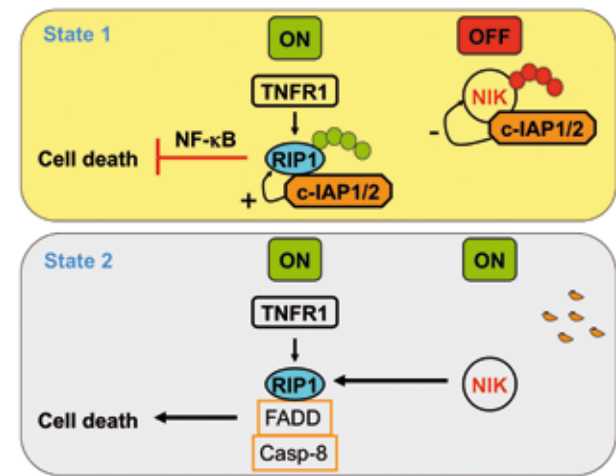 State 1
ON
OFF
TNFR1
NIK
c-IAP1/2
-
NF-κB
Cell death
RIP1
+
c-IAP1/2
State 2
ON
ON
TNFR1
RIP1
NIK
Cell death
FADD
Casp-8